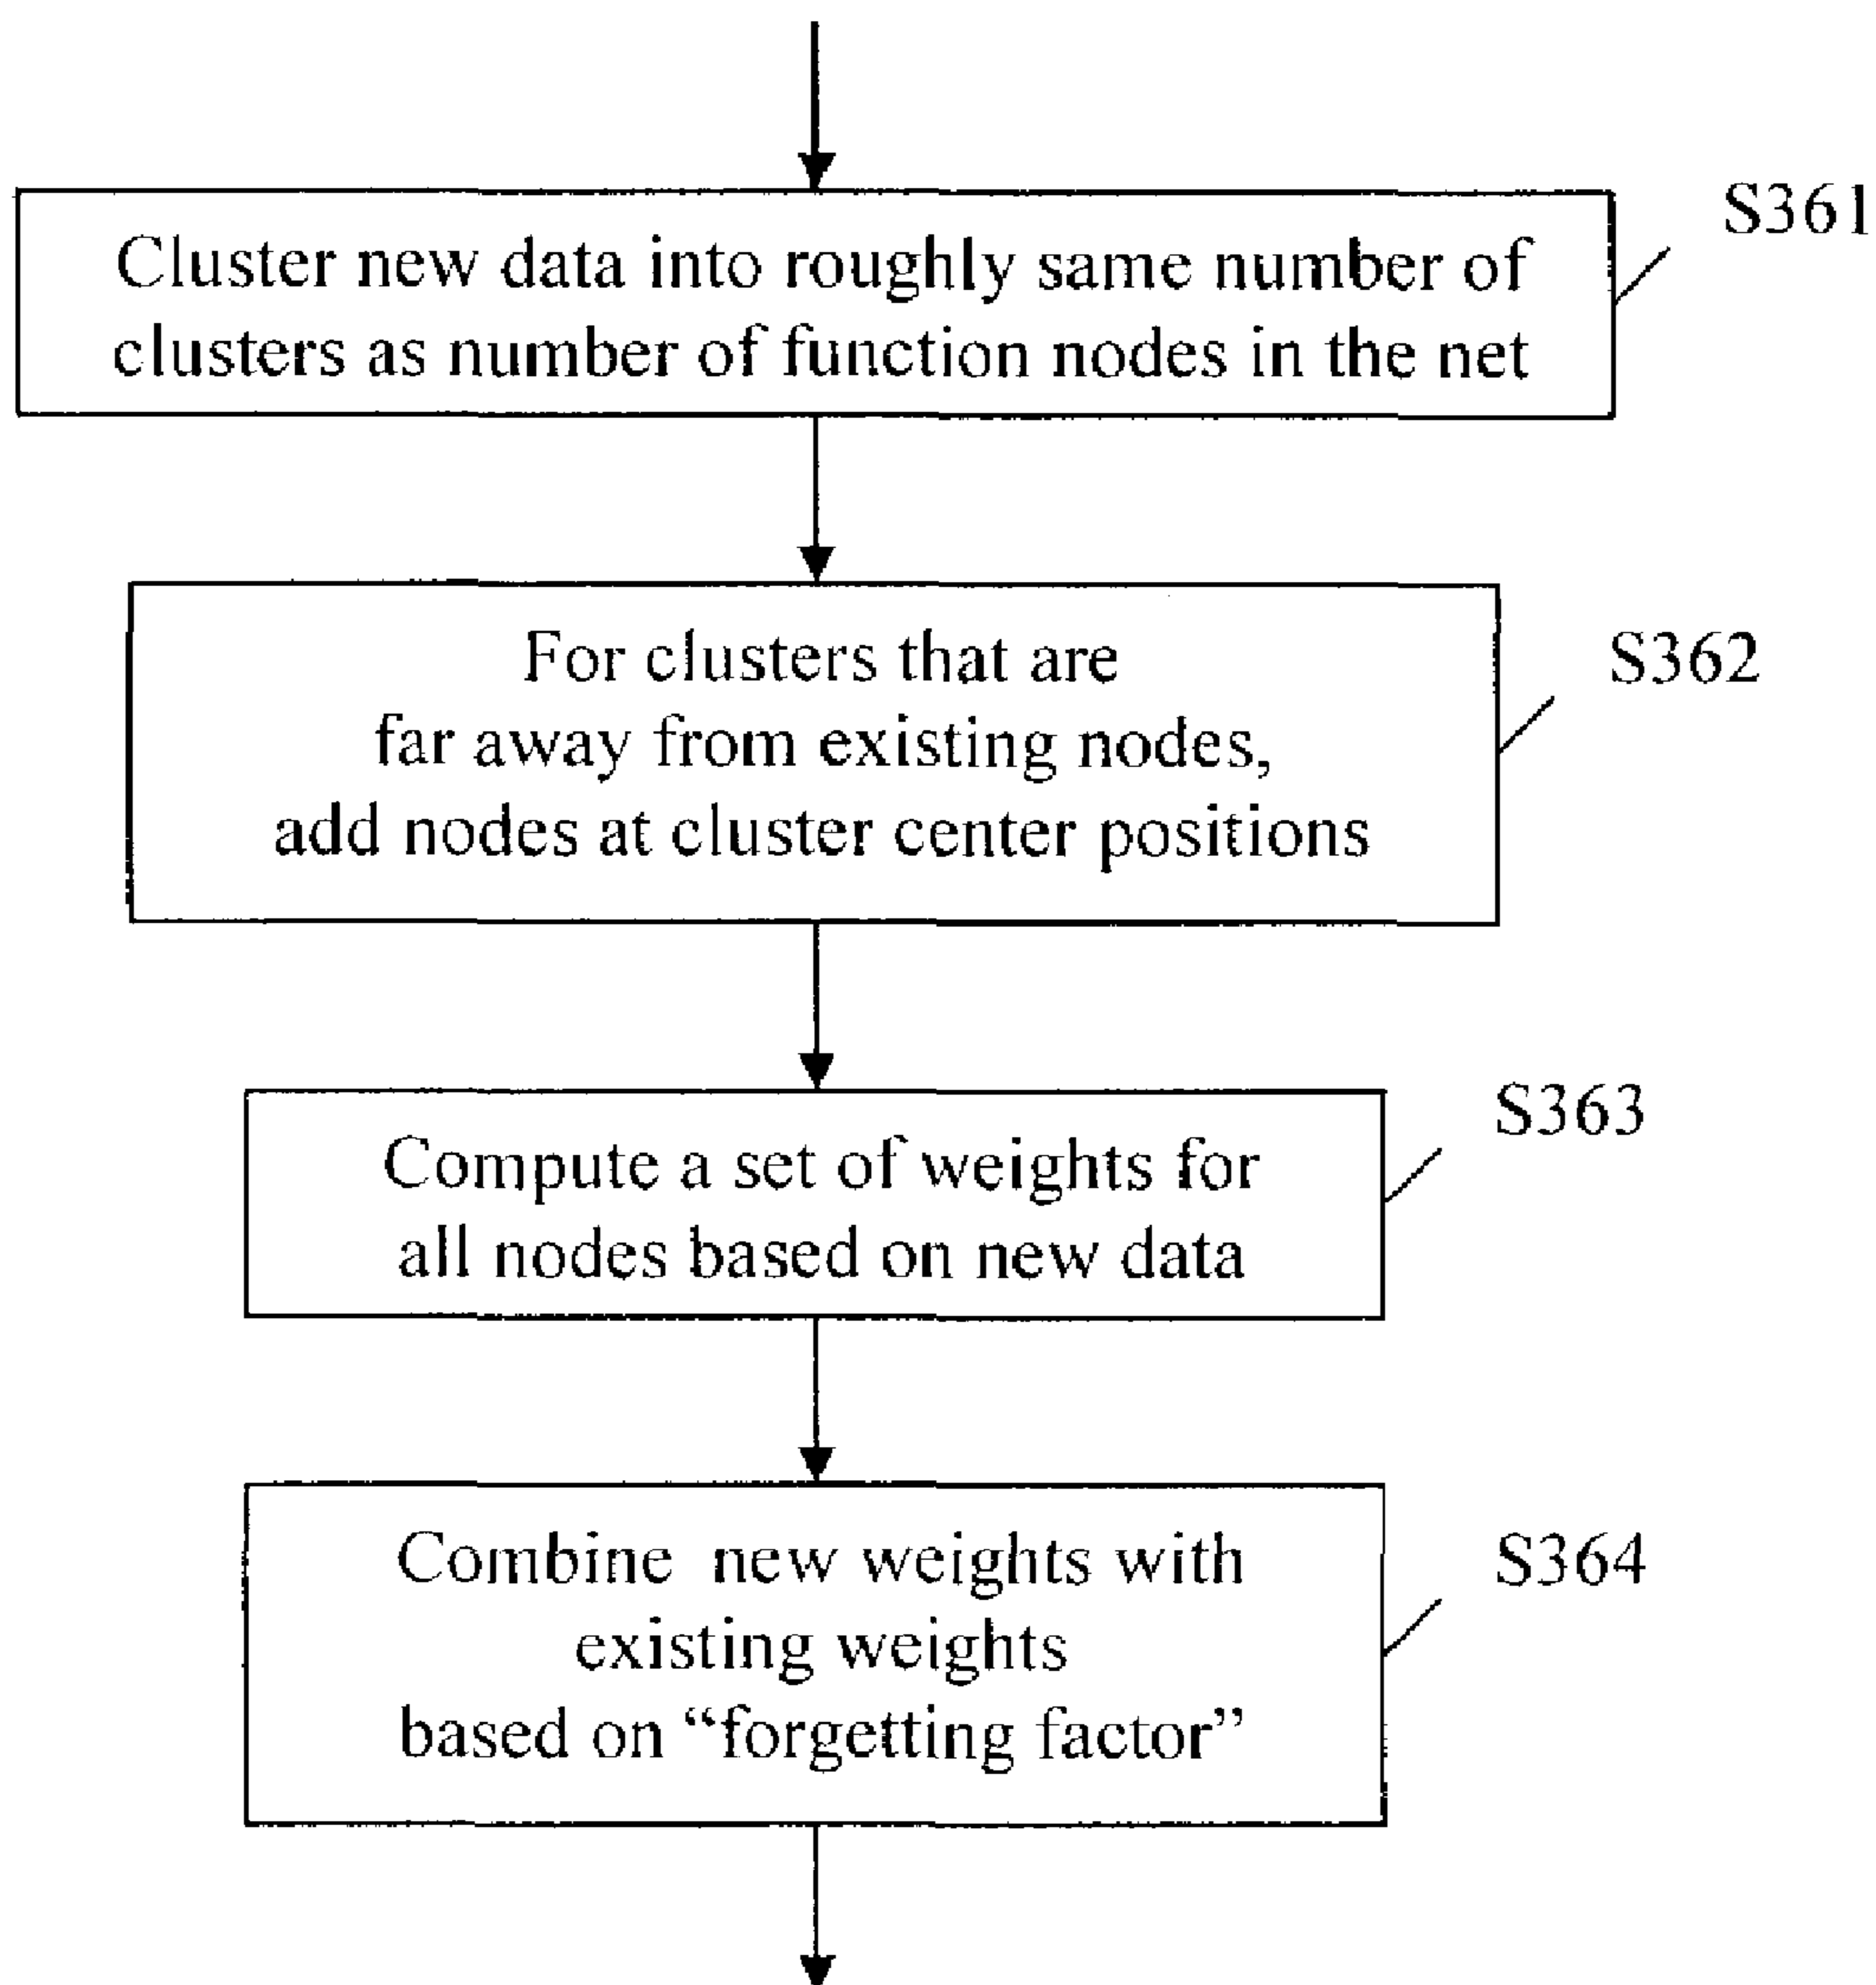 S361
Cluster new data into roughly same number of
clusters as number of function nodes in the net
S362
For clusters that are
far away from existing nodes,
add nodes at cluster center positions
S363
Compute a set of weights for
all nodes based on new data
S364
Combine new weights with
existing weights
based on “forgetting factor”